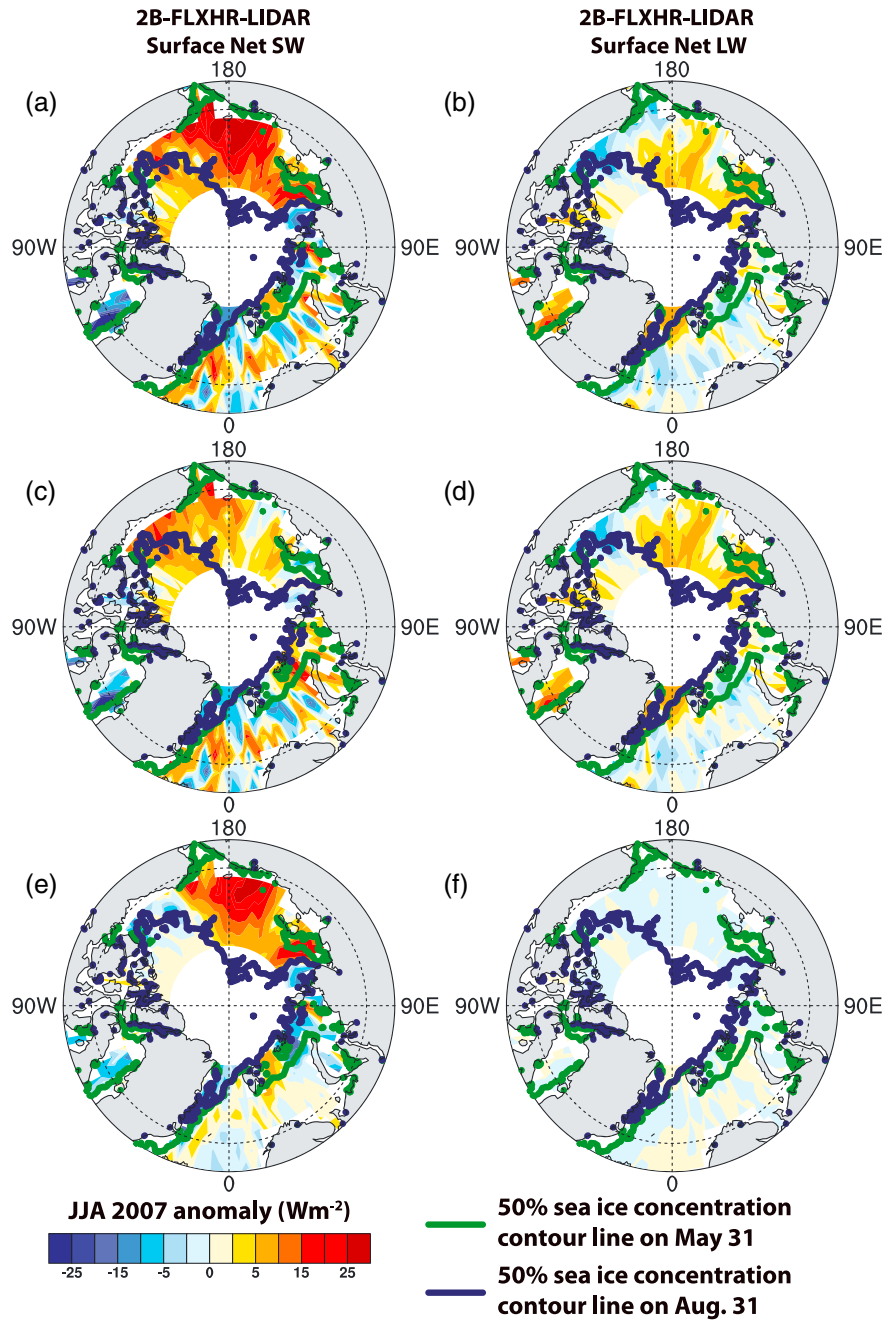 2B-FLXHR-LIDAR
Surface Net SW
2B-FLXHR-LIDAR
Surface Net LW
(a)
180
90W
90E
0
(b)
180
90W
90E
0
(c)
180
90W
90E
0
(d)
180
90W
90E
0
(e)
180
90W
90E
0
(f)
180
90W
90E
0
JJA 2007 anomaly (Wm⁻²)
-25 -15 -5 0 5 15 25
50% sea ice concentration
contour line on May 31
50% sea ice concentration
contour line on Aug. 31